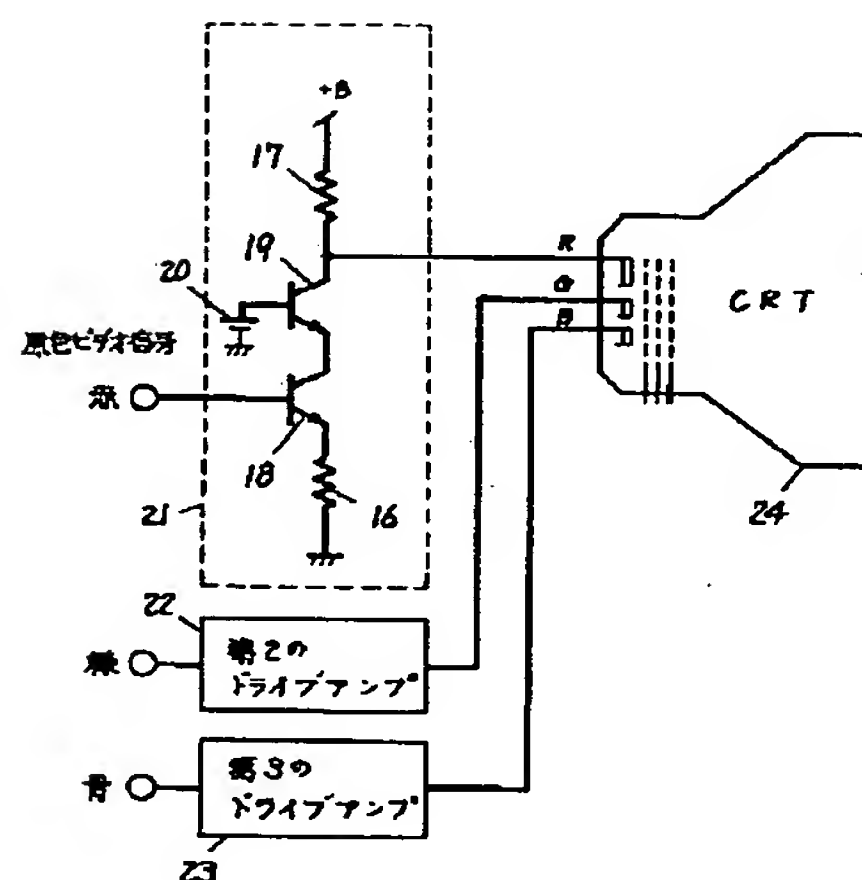 +B
17
19
20
原色ビデオ信号
赤
R
G
B
CRT
18
16
21
24
22
緑
第2の
ドライブアンプ
青
第3の
ドライブアンプ
23